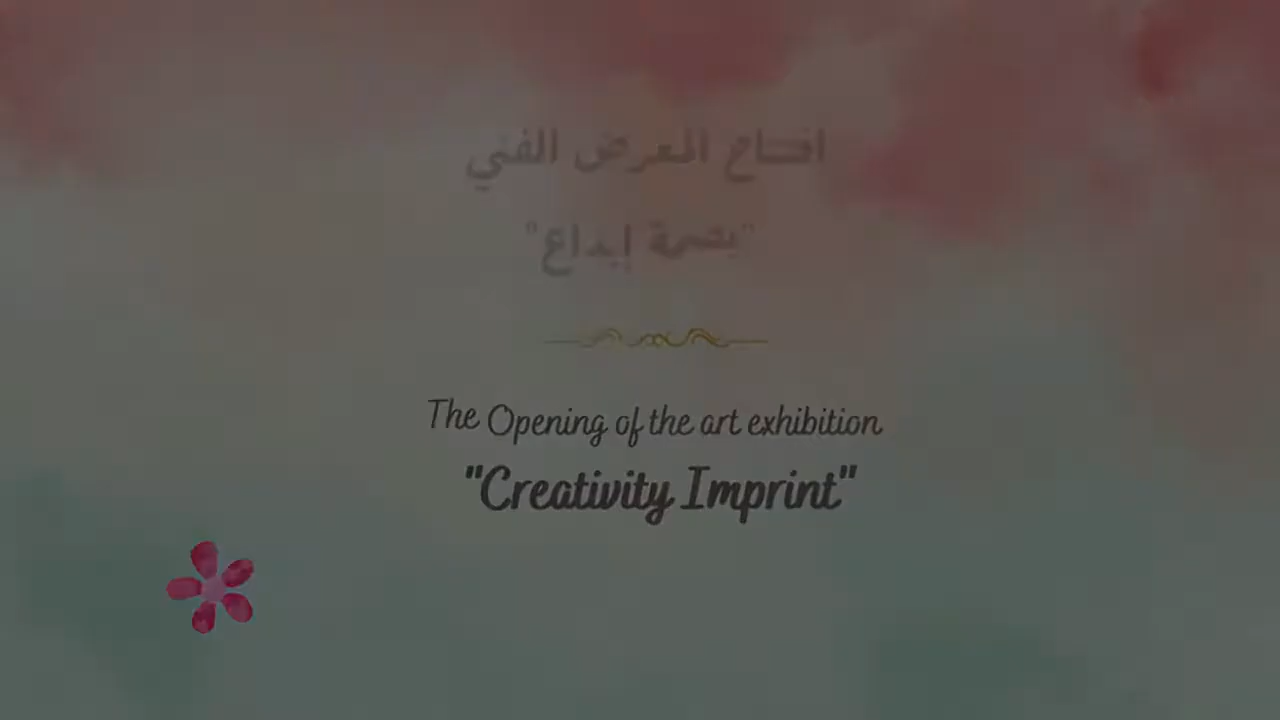 افتتاح المعرض الفني
"بصمة إبداع"
The Opening of the art exhibition
"Creativity Imprint"